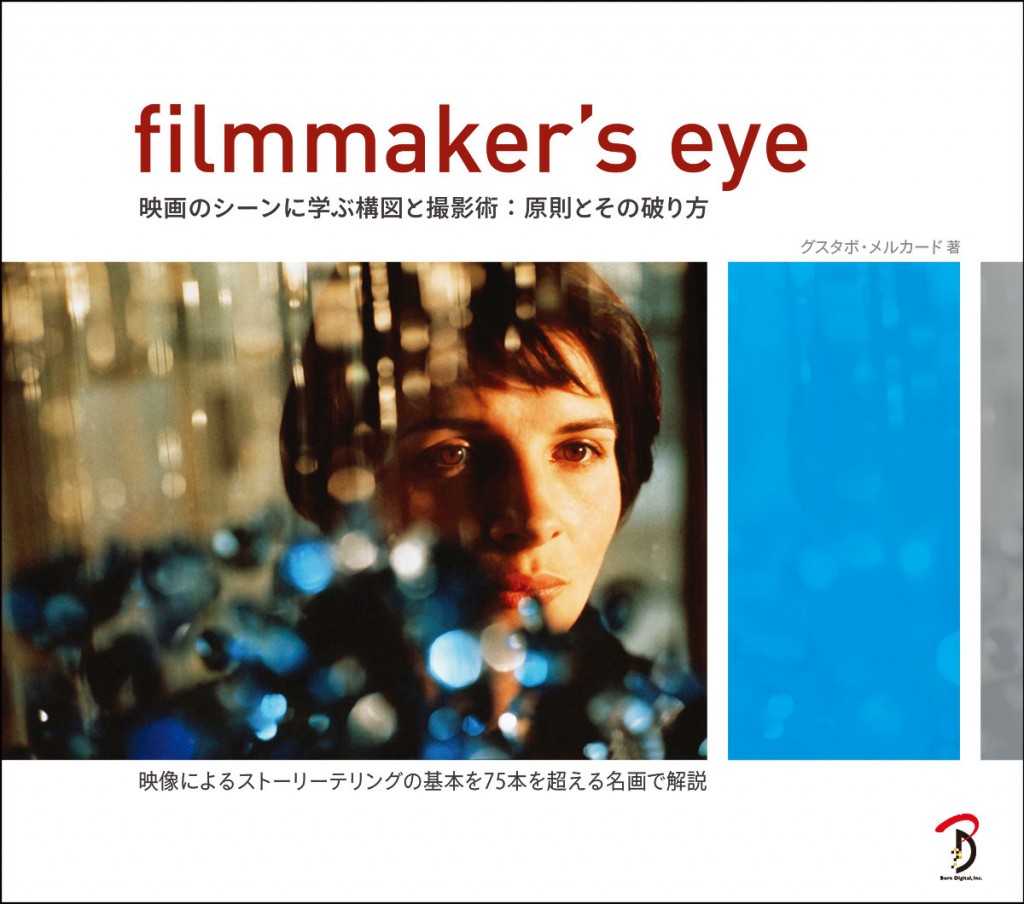 filmmaker's eye
映画のシーンに学ぶ構図と撮影術：原則とその破り方
グスタボ・メルカード 著
映像によるストーリーテリングの基本を75本を超える名画で解説
Born Digital, Inc.